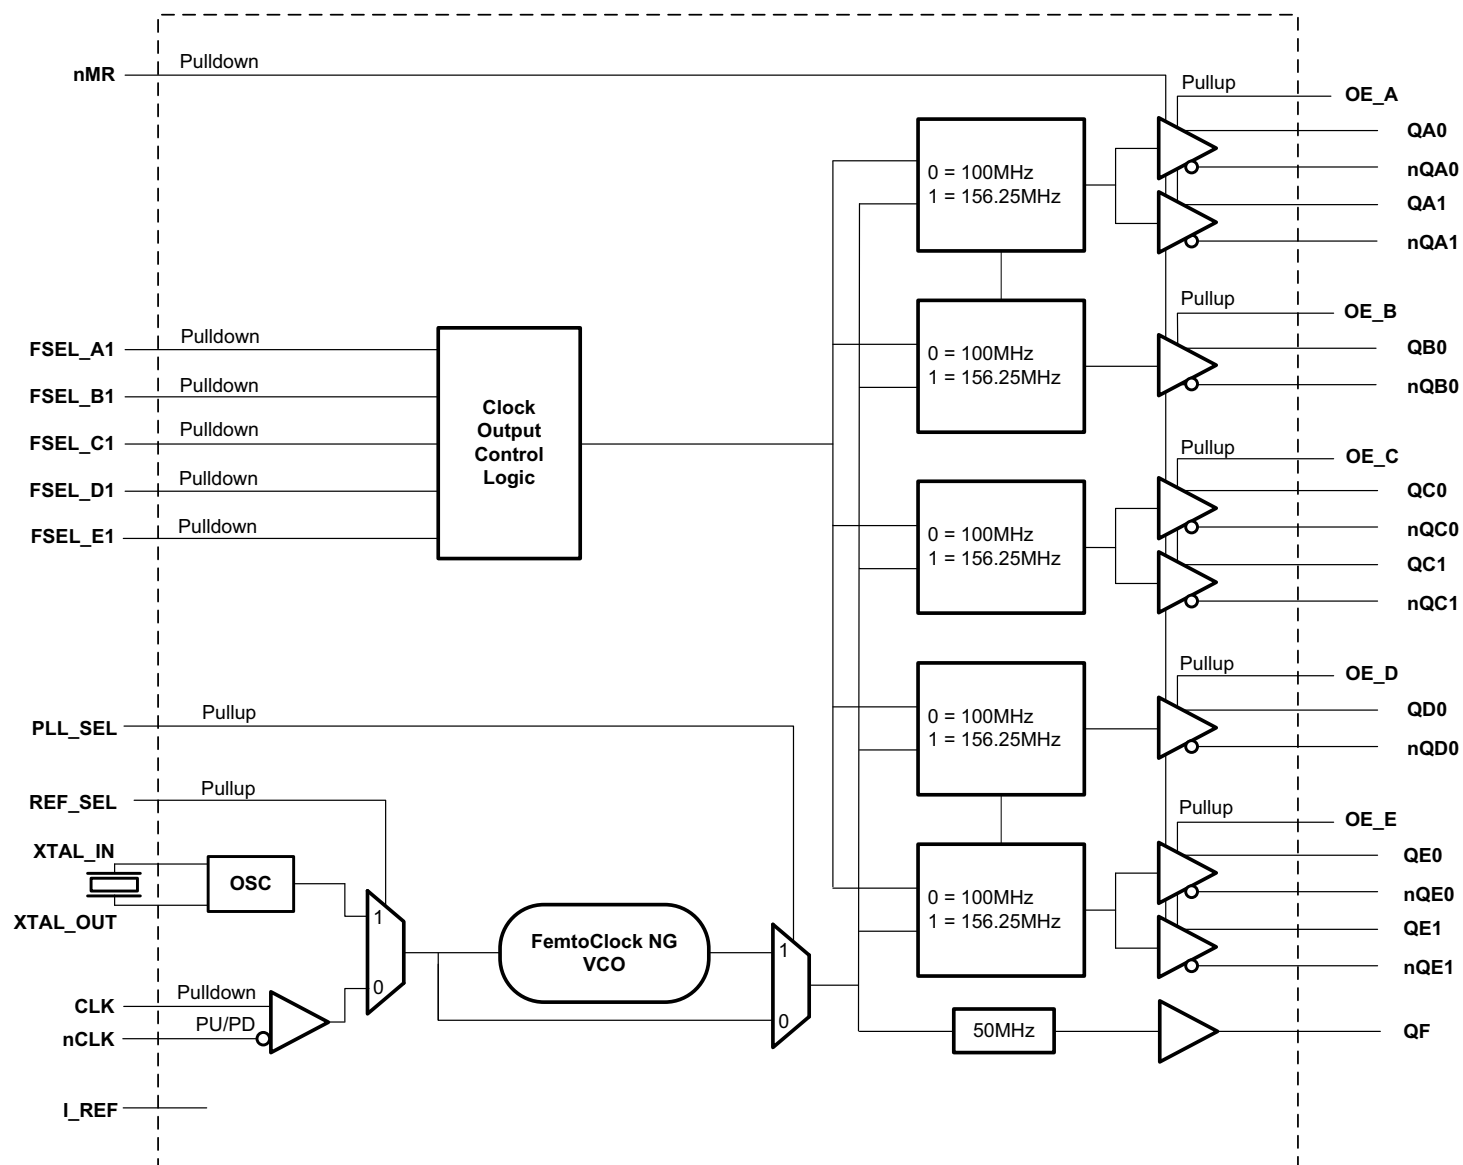 nMR
Pulldown
Pullup
OE_A
QA0
nQA0
QA1
nQA1
0 = 100MHz
1 = 156.25MHz
Pullup
OE_B
QB0
nQB0
0 = 100MHz
1 = 156.25MHz
FSEL_A1
Pulldown
FSEL_B1
Pulldown
FSEL_C1
Pulldown
FSEL_D1
Pulldown
FSEL_E1
Pulldown
Clock
Output
Control
Logic
Pullup
OE_C
QC0
nQC0
QC1
nQC1
0 = 100MHz
1 = 156.25MHz
Pullup
OE_D
QD0
nQD0
0 = 100MHz
1 = 156.25MHz
PLL_SEL
Pullup
REF_SEL
Pullup
XTAL_IN
OSC
XTAL_OUT
1
0
FemtoClock NG
VCO
1
0
CLK
Pulldown
nCLK
PU/PD
I_REF
Pullup
OE_E
QE0
nQE0
QE1
nQE1
0 = 100MHz
1 = 156.25MHz
50MHz
QF